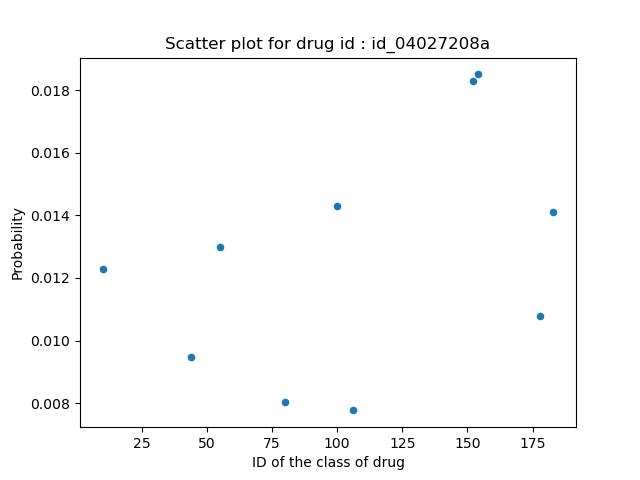 Scatter plot for drug id : id_04027208a
0.018
0.016
0.014
0.012
0.010
0.008
Probability
25 50 75 100 125 150 175
ID of the class of drug